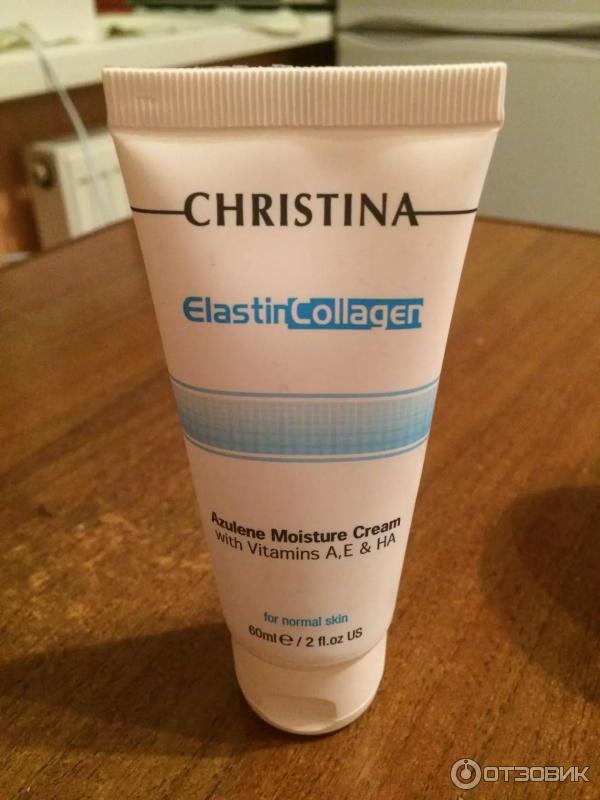 CHRISTINA
ElastinCollagen
Azulene Moisture Cream
with Vitamins A,E & HA
for normal skin
60ml℮/2 fl.oz US
ОТЗОВИК